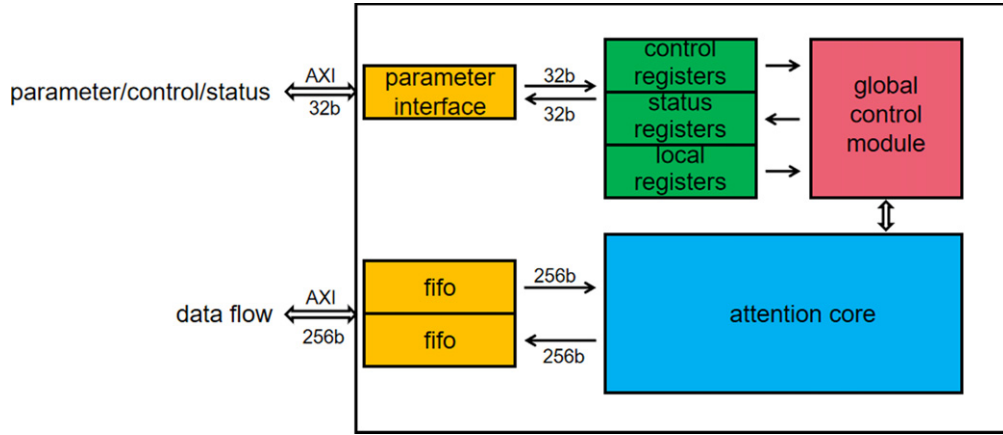 AXI
parameter/control/status
32b
parameter
interface
32b
32b
control
registers
status
registers
local
registers
global
control
module
AXI
data flow
256b
fifo
fifo
256b
256b
attention core